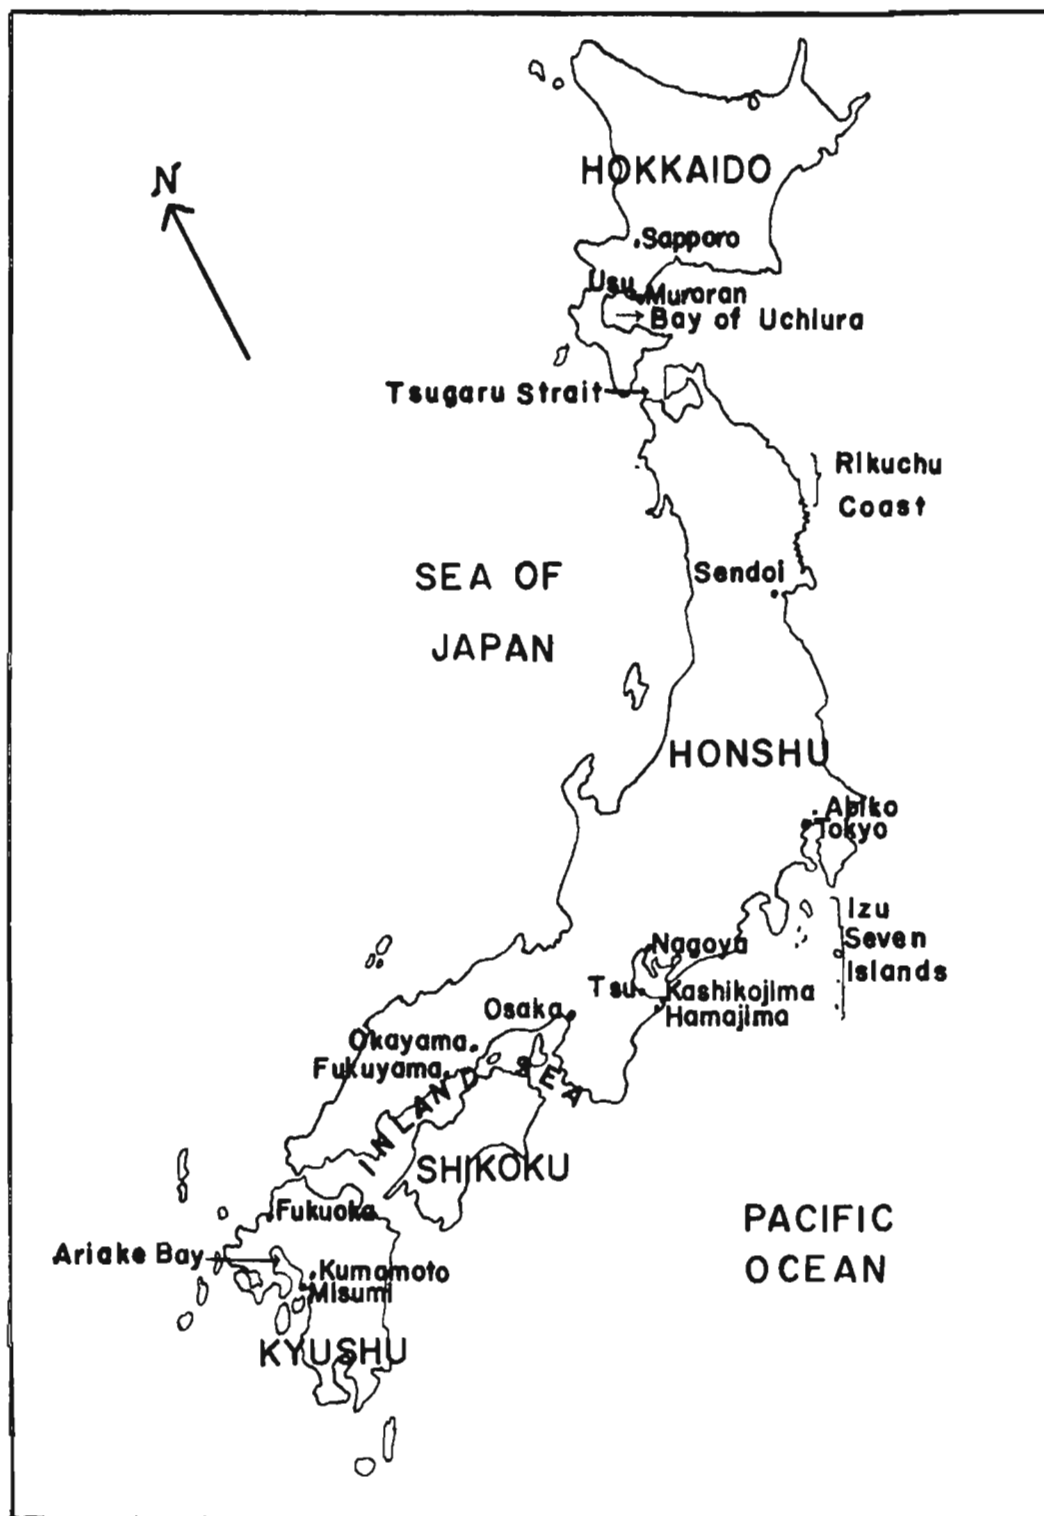 N
HOKKAIDO
Sapporo
Usu
Muroran
Bay of Uchiura
Tsugaru Strait
Rikuchu
Coast
SEA OF
JAPAN
Sendoi
HONSHU
Abiko
Tokyo
Izu
Seven
Islands
Nagoya
Tsu
Kashikojima
Hamajima
Osaka
Okayama
Fukuyama
INLAND SEA
SHIKOKU
PACIFIC
OCEAN
Fukuoka
Ariake Bay
Kumamoto
Misumi
KYUSHU